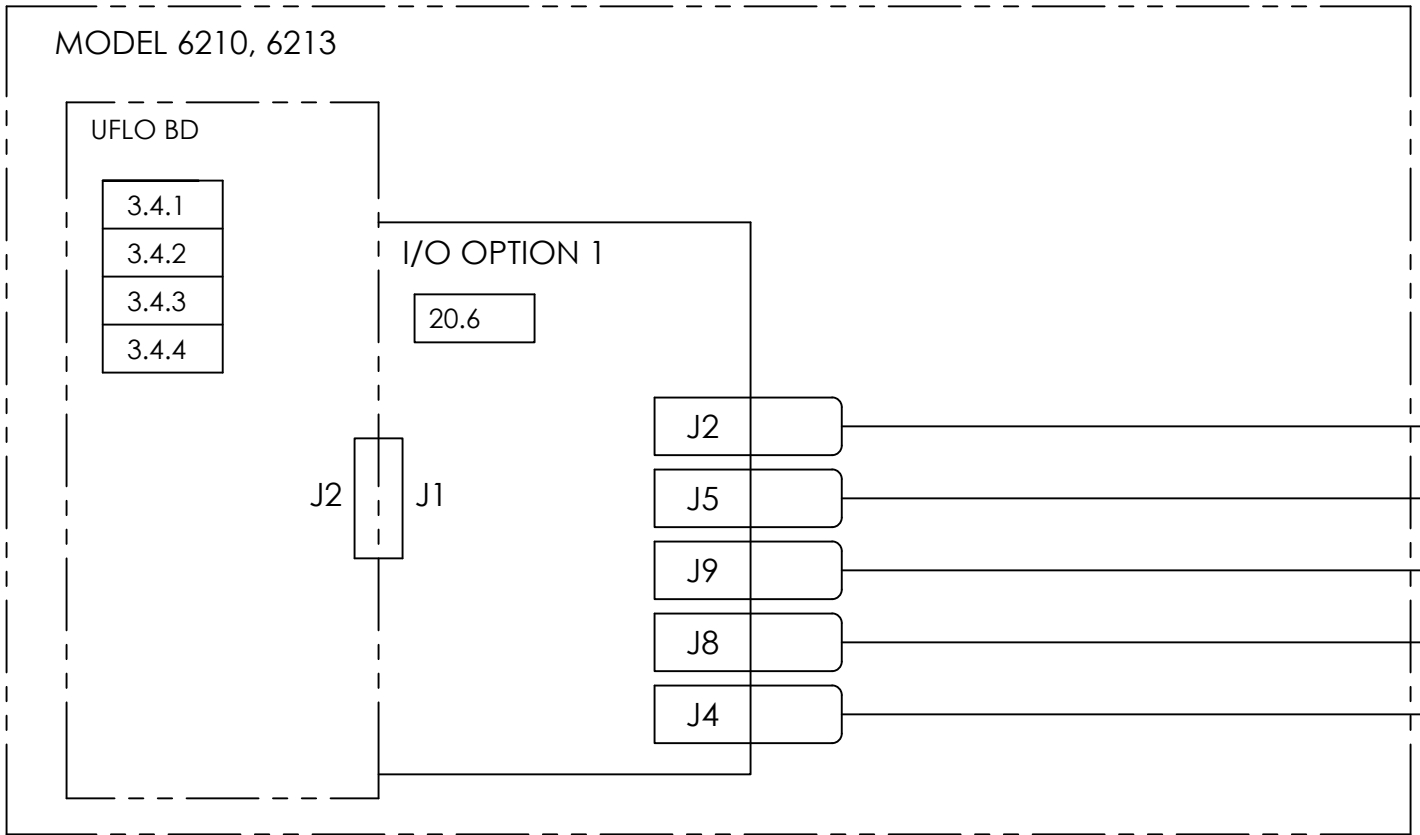 MODEL 6210, 6213
UFLO BD
3.4.1
3.4.2
3.4.3
3.4.4
I/O OPTION 1
20.6
J2
J5
J2 J1
J9
J8
J4